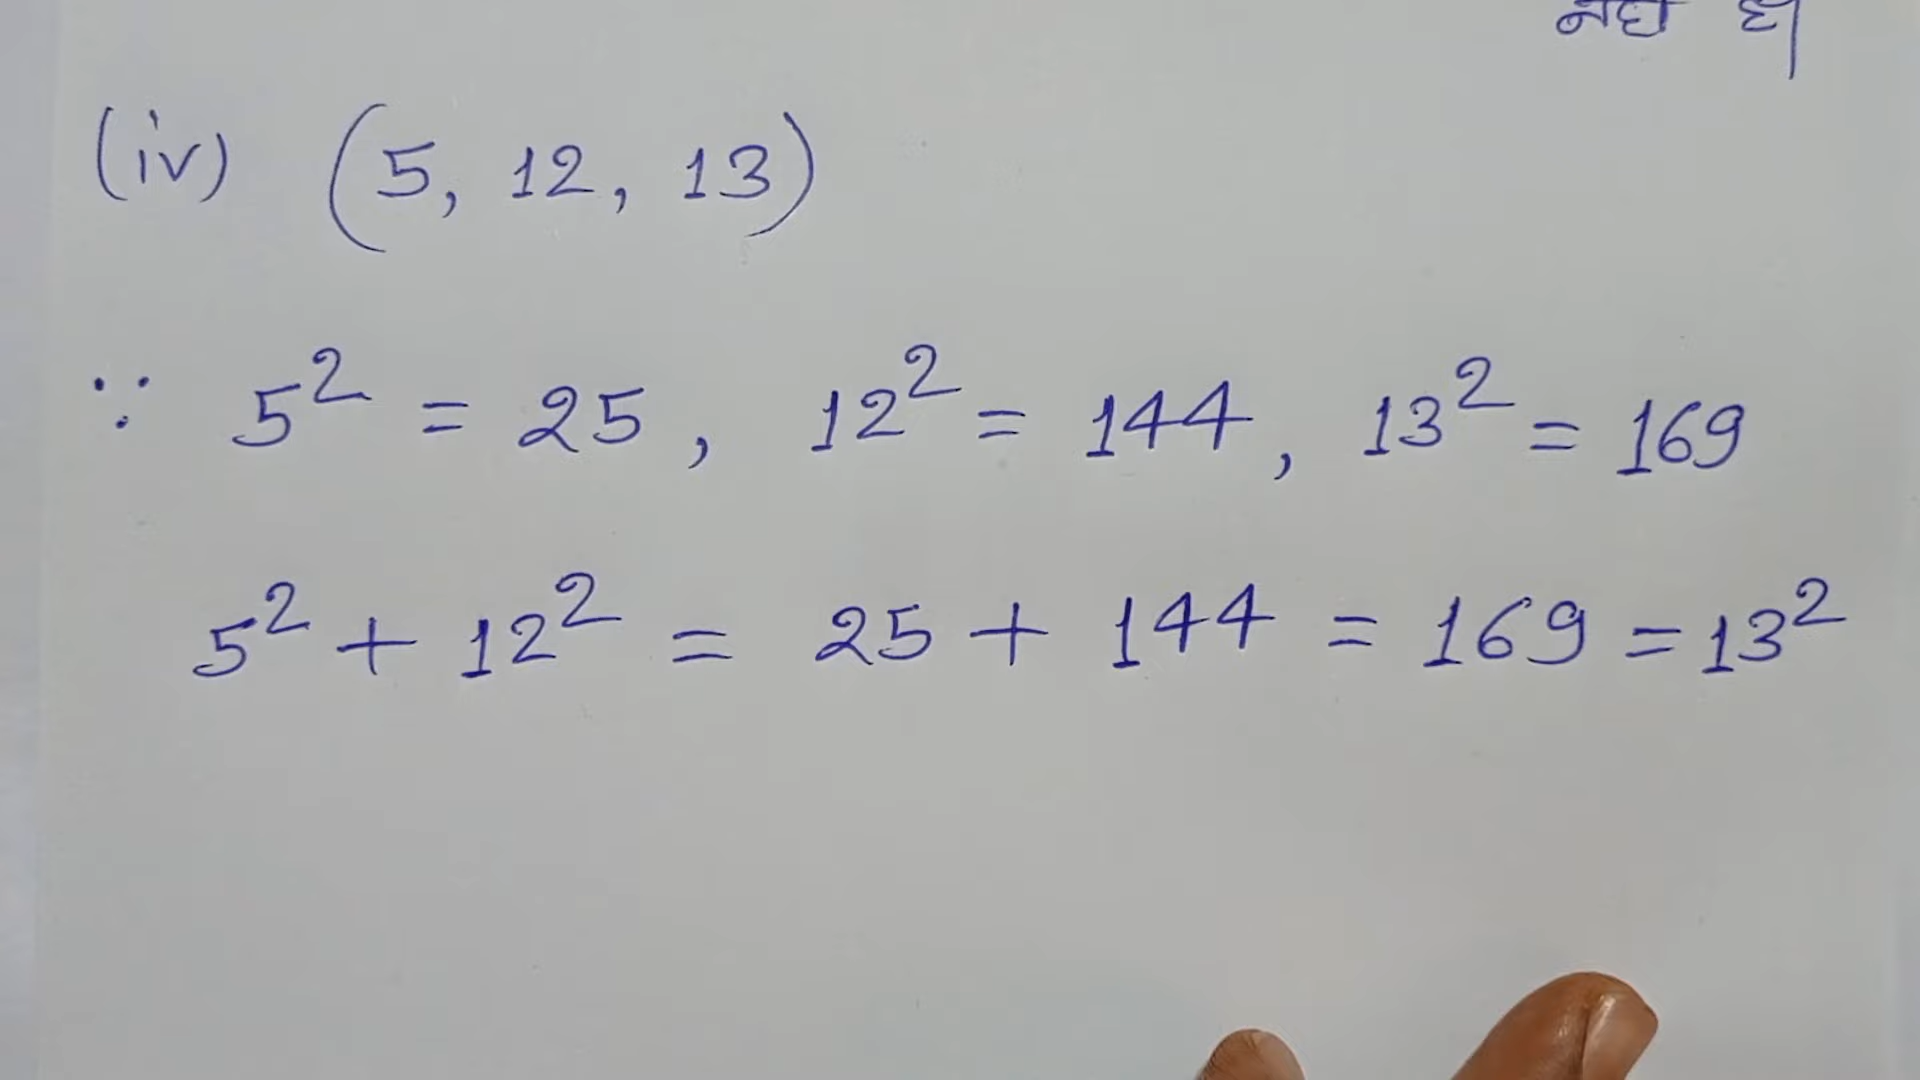 (iv) (5, 12, 13)
∵ 5² = 25, 12² = 144, 13² = 169
5² + 12² = 25 + 144 = 169 = 13²